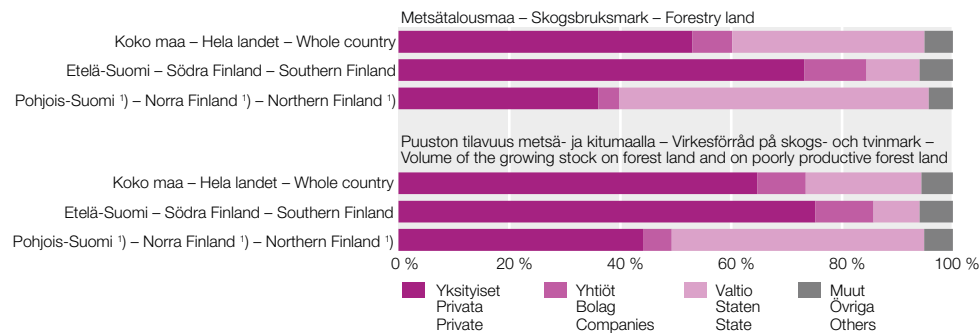 Metsätalousmaa – Skogsbruksmark – Forestry land
Koko maa – Hela landet – Whole country
Etelä-Suomi – Södra Finland – Southern Finland
Pohjois-Suomi ¹) – Norra Finland ¹) – Northern Finland ¹)
Puuston tilavuus metsä- ja kitumaalla – Virkesförråd på skogs- och tvinmark –
Volume of the growing stock on forest land and on poorly productive forest land
Koko maa – Hela landet – Whole country
Etelä-Suomi – Södra Finland – Southern Finland
Pohjois-Suomi ¹) – Norra Finland ¹) – Northern Finland ¹)
0 % 20 % 40 % 60 % 80 % 100 %
Yksityiset
Privata
Private
Yhtiöt
Bolag
Companies
Valtio
Staten
State
Muut
Övriga
Others